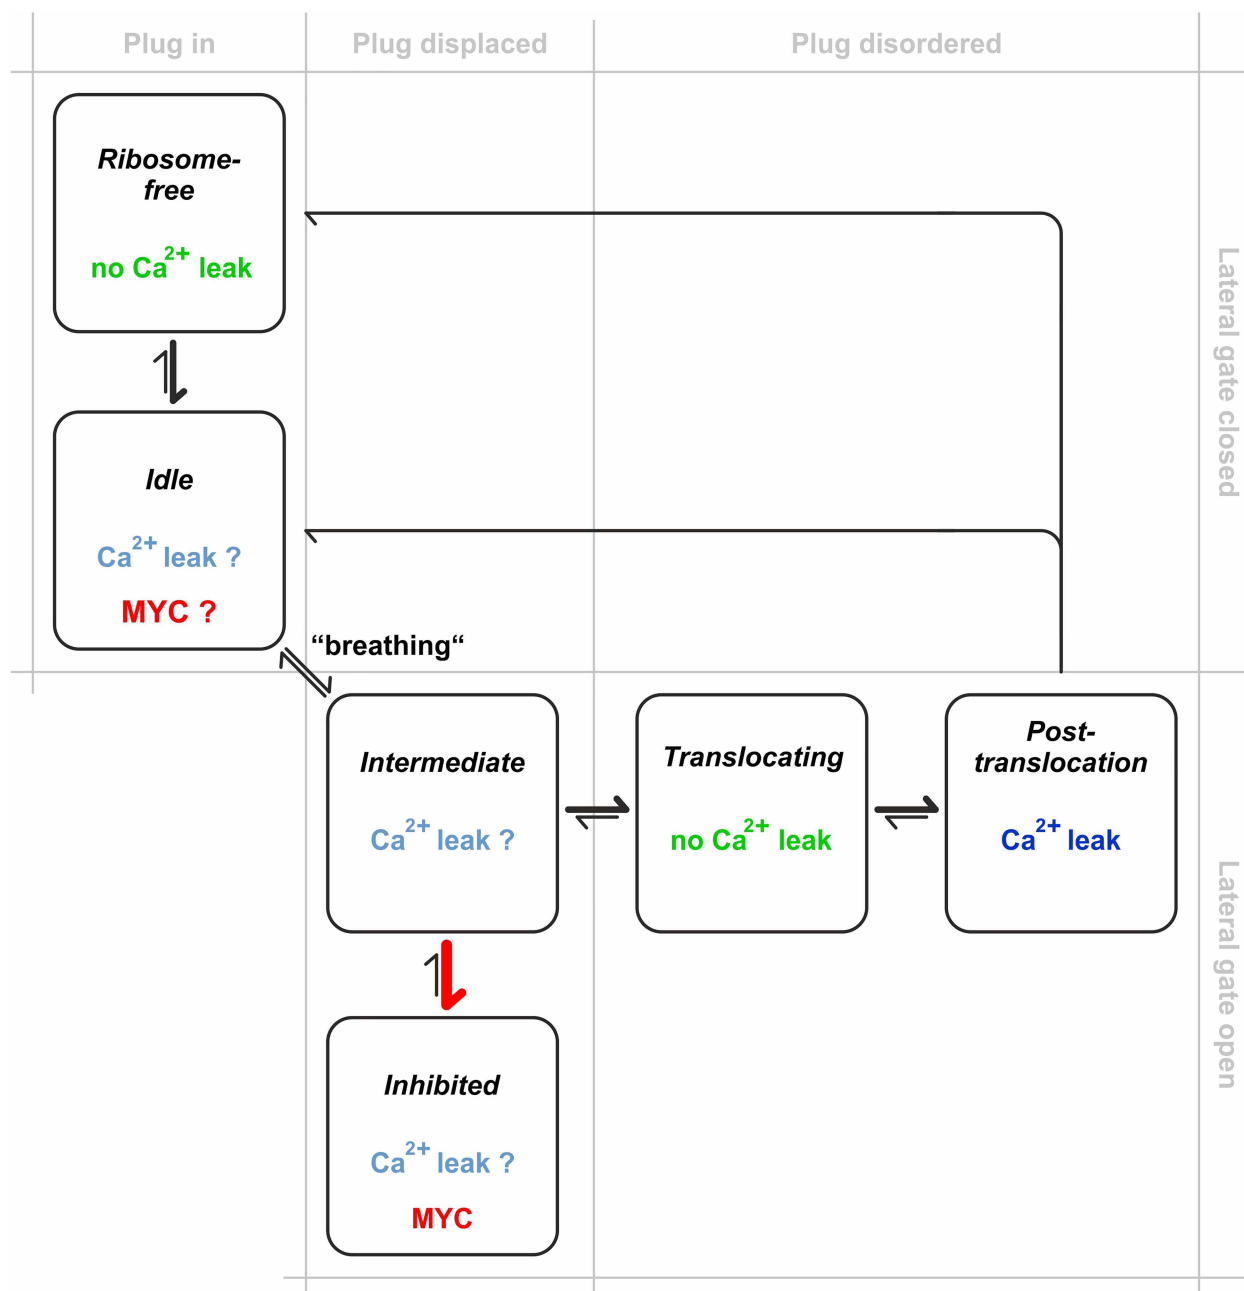 Plug in
Plug displaced
Plug disordered
Ribosome-
free
no Ca²⁺ leak
Lateral gate closed
Idle
Ca²⁺ leak ?
MYC ?
“breathing“
Intermediate
Ca²⁺ leak ?
Translocating
no Ca²⁺ leak
Post-
translocation
Ca²⁺ leak
Lateral gate open
Inhibited
Ca²⁺ leak ?
MYC